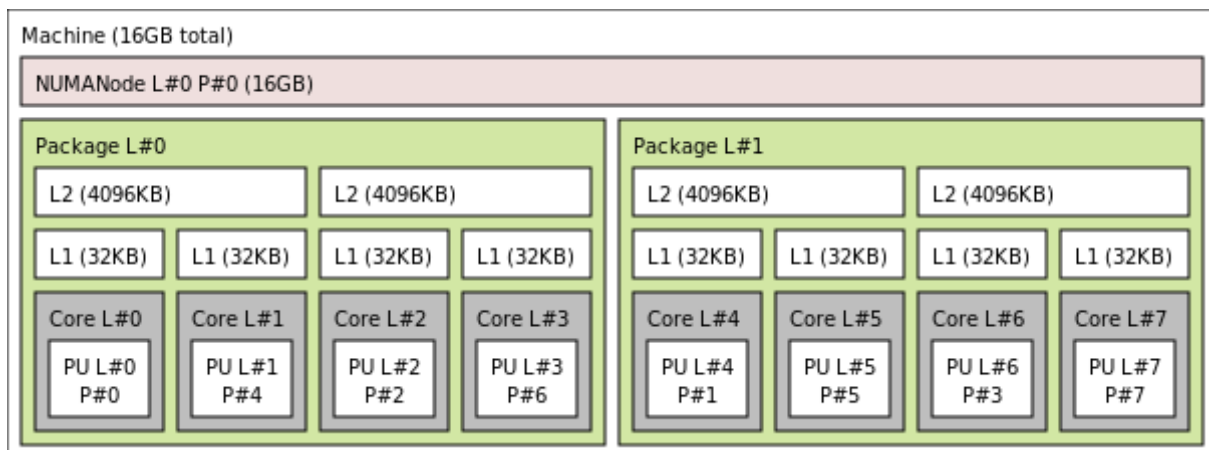 Machine (16GB total)
NUMANode L#0 P#0 (16GB)
Package L#0
L2 (4096KB)
L2 (4096KB)
L1 (32KB)
L1 (32KB)
L1 (32KB)
L1 (32KB)
Core L#0
PU L#0
P#0
Core L#1
PU L#1
P#4
Core L#2
PU L#2
P#2
Core L#3
PU L#3
P#6
Package L#1
L2 (4096KB)
L2 (4096KB)
L1 (32KB)
L1 (32KB)
L1 (32KB)
L1 (32KB)
Core L#4
PU L#4
P#1
Core L#5
PU L#5
P#5
Core L#6
PU L#6
P#3
Core L#7
PU L#7
P#7